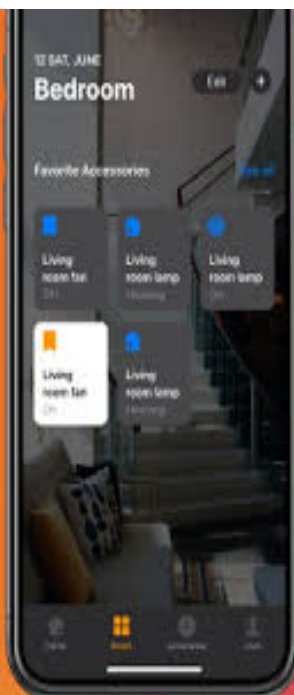 12 SAT, JUNE
Bedroom
Edit +
Favorite Accessories
See all
Living
room fan
Living
room lamp
Living
room lamp
Living
room fan
On
Living
room lamp